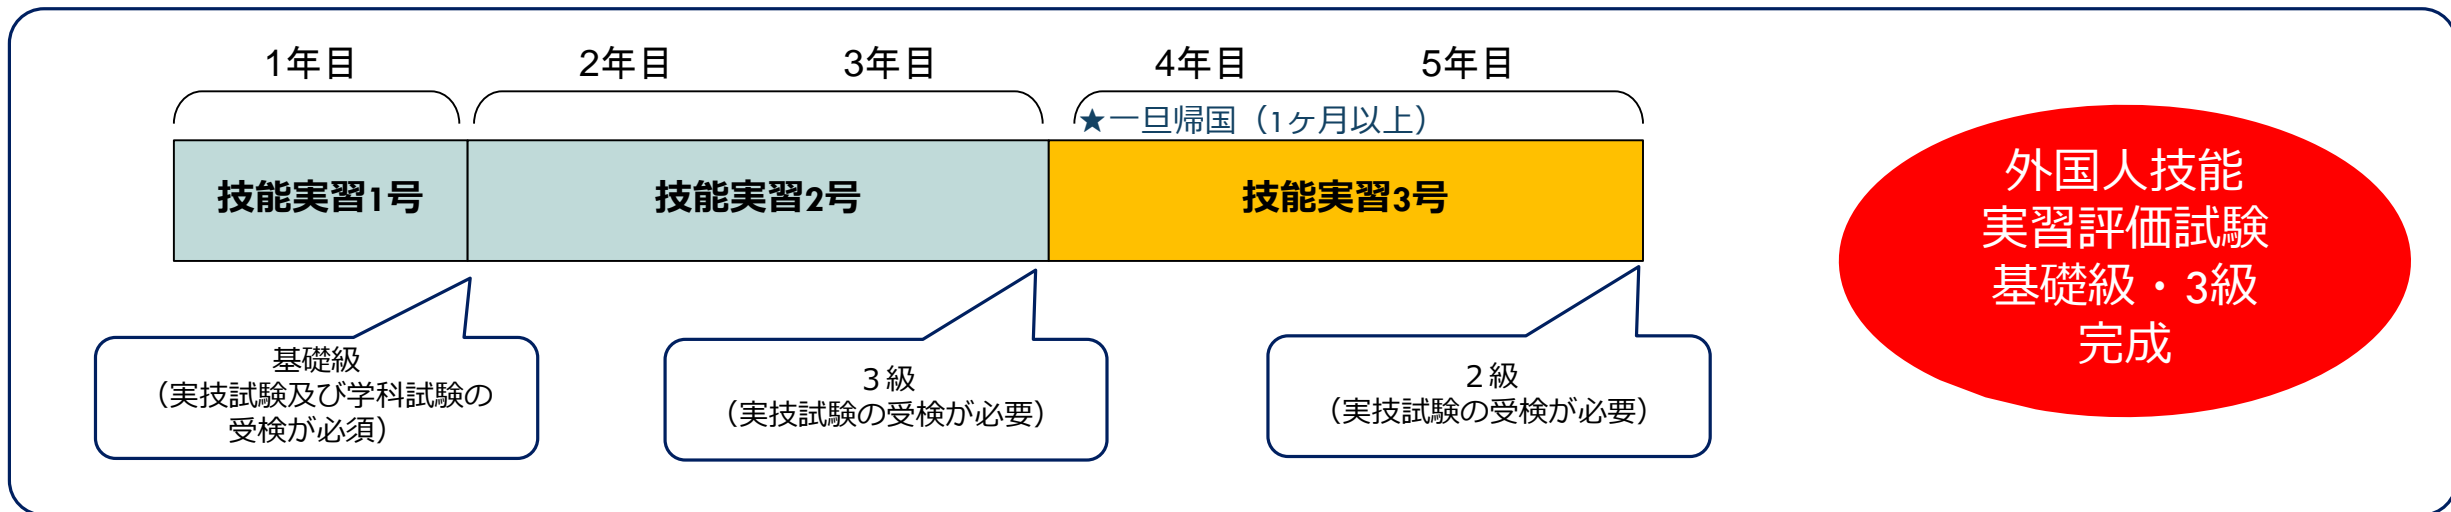 1年目
2年目
3年目
4年目
5年目
★一旦帰国（1ヶ月以上）
技能実習1号
技能実習2号
技能実習3号
基礎級
（実技試験及び学科試験の
受検が必須）
３級
（実技試験の受検が必要）
２級
（実技試験の受検が必要）
外国人技能
実習評価試験
基礎級・3級
完成